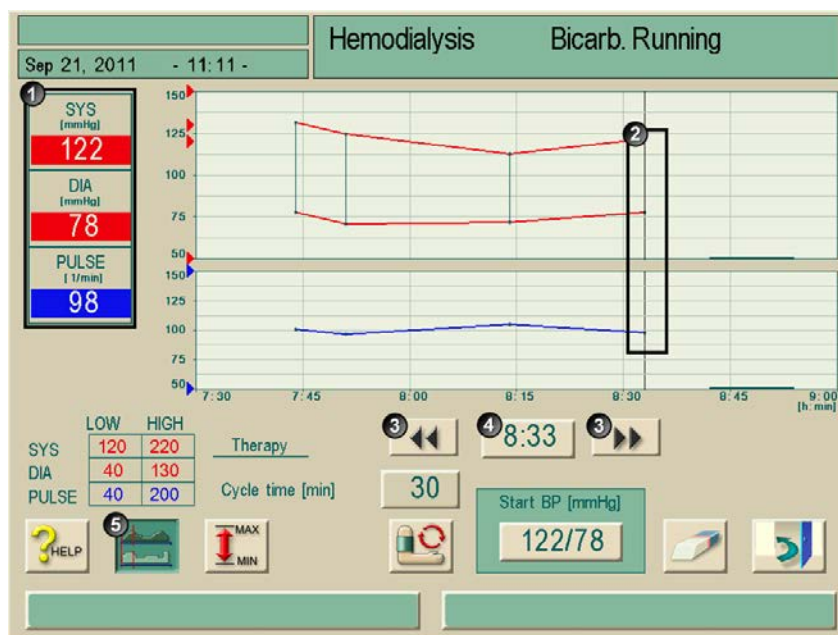 Hemodialysis Bicarb. Running
Sep 21, 2011 - 11:11 -
1
SYS
[mmHg]
122
DIA
[mmHg]
78
PULSE
[ 1/min]
98
150
125
100
75
50
2
150
125
100
75
50
7:30 7:45 8:00 8:15 8:30 8:45 9:00
[h:min]
LOW HIGH
SYS 120 220
DIA 40 130
PULSE 40 200
Therapy
3 4 8:33 3
Cycle time [min] 30
Start BP [mmHg]
122/78
5
?HELP
MAX
MIN